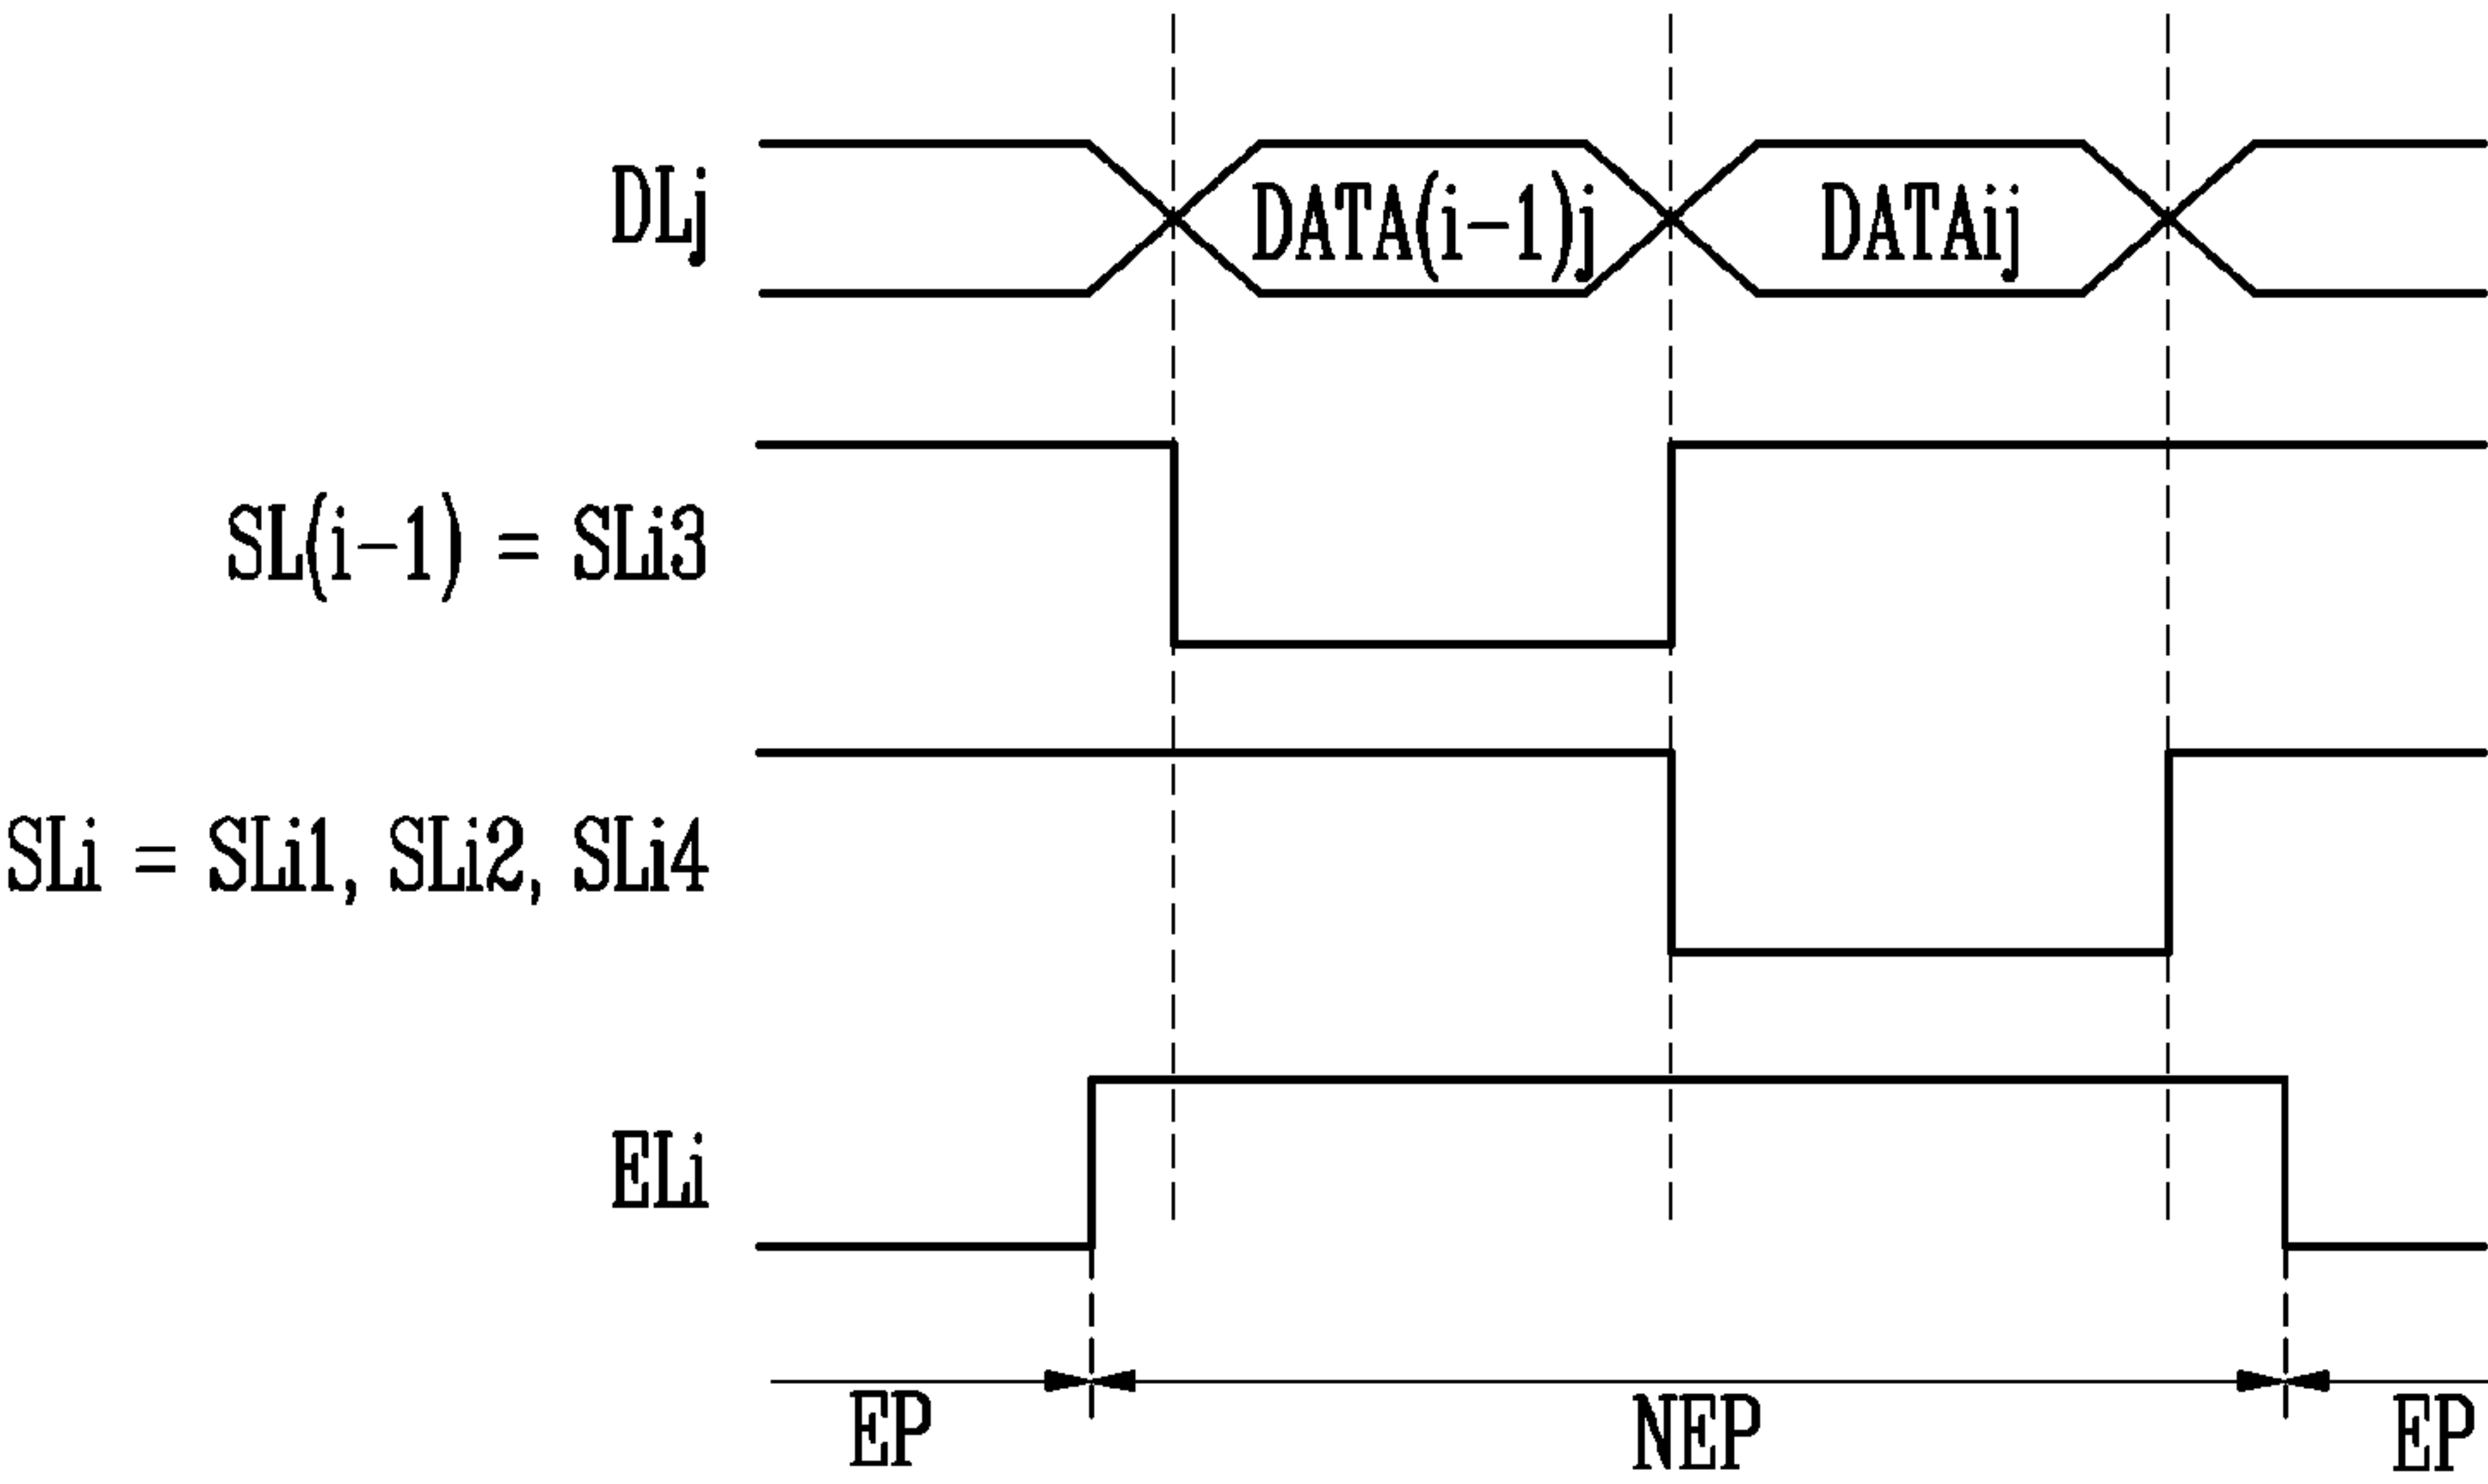 DLj
DATA(i-1)j
DATAij
SL(i-1) = SLi3
SLi = SLi1, SLi2, SLi4
ELi
EP
NEP
EP